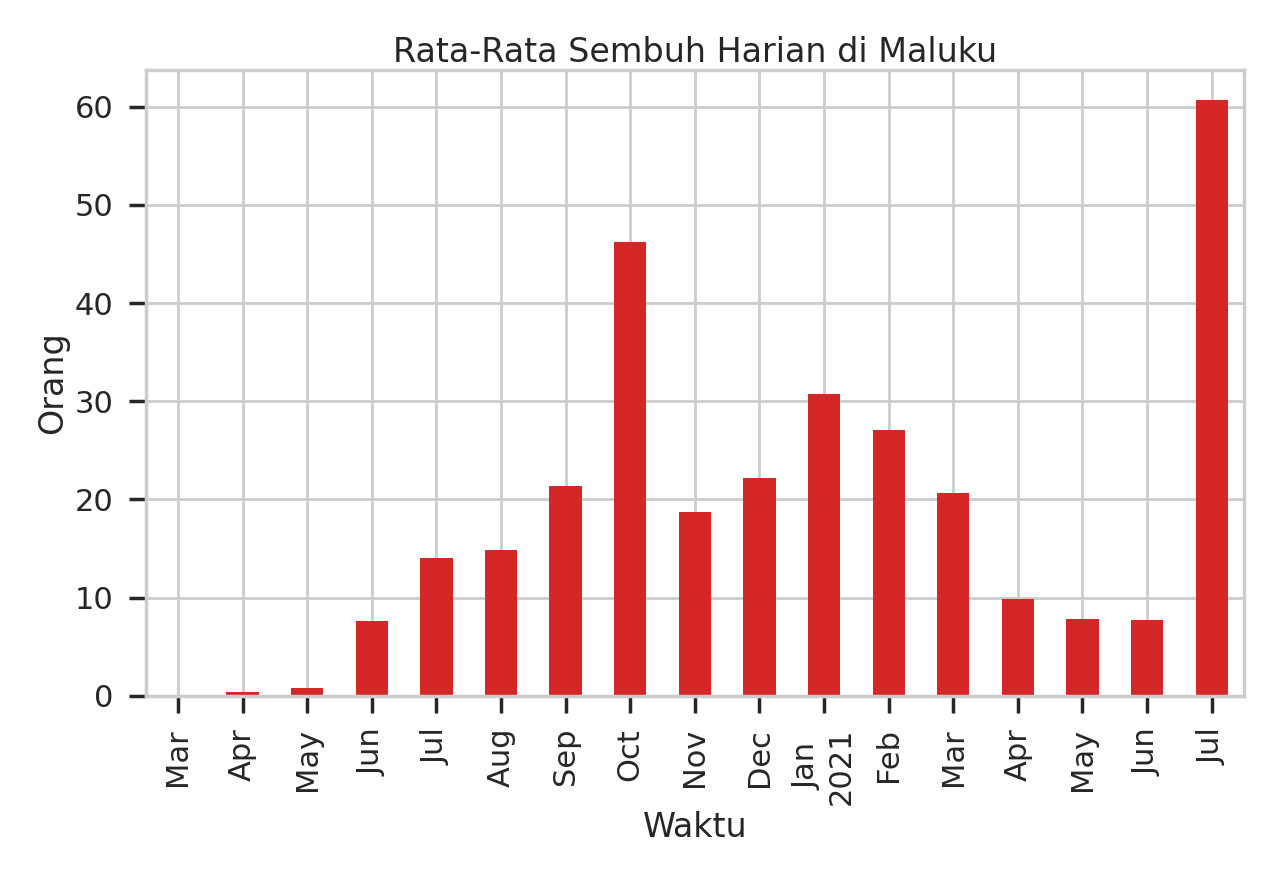 Rata-Rata Sembuh Harian di Maluku
60
50
40
30
20
10
0
Orang
Mar
Apr
May
Jun
Jul
Aug
Sep
Oct
Nov
Dec
Jan
2021
Feb
Mar
Apr
May
Jun
Jul
Waktu